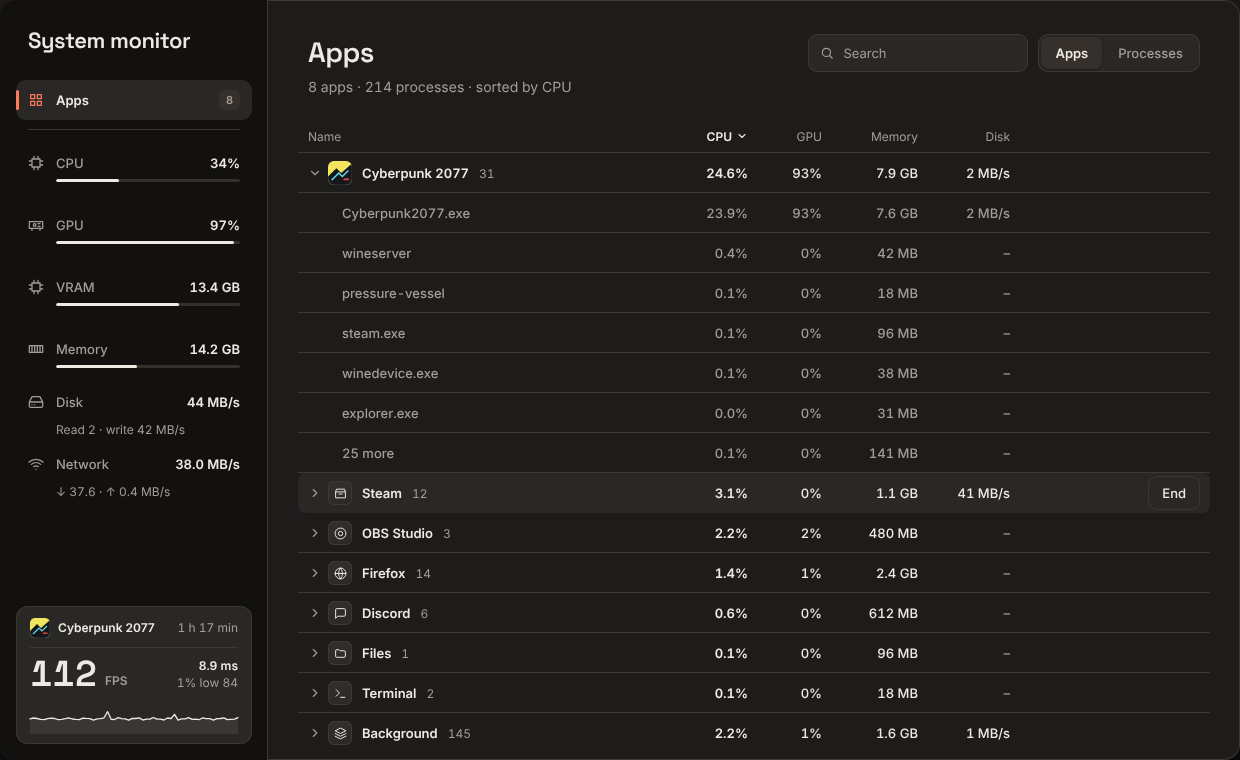 System monitor
Apps 8
CPU 34%
GPU 97%
VRAM 13.4 GB
Memory 14.2 GB
Disk 44 MB/s
Read 2 · write 42 MB/s
Network 38.0 MB/s
↓ 37.6 · ↑ 0.4 MB/s
Cyberpunk 2077 1 h 17 min
112 FPS
8.9 ms
1% low 84
Apps
8 apps · 214 processes · sorted by CPU
Search
Apps Processes
Name CPU GPU Memory Disk
Cyberpunk 2077 31 24.6% 93% 7.9 GB 2 MB/s
Cyberpunk2077.exe 23.9% 93% 7.6 GB 2 MB/s
wineserver 0.4% 0% 42 MB –
pressure-vessel 0.1% 0% 18 MB –
steam.exe 0.1% 0% 96 MB –
winedevice.exe 0.1% 0% 38 MB –
explorer.exe 0.0% 0% 31 MB –
25 more 0.1% 0% 141 MB –
Steam 12 3.1% 0% 1.1 GB 41 MB/s End
OBS Studio 3 2.2% 2% 480 MB –
Firefox 14 1.4% 1% 2.4 GB –
Discord 6 0.6% 0% 612 MB –
Files 1 0.1% 0% 96 MB –
Terminal 2 0.1% 0% 18 MB –
Background 145 2.2% 1% 1.6 GB 1 MB/s